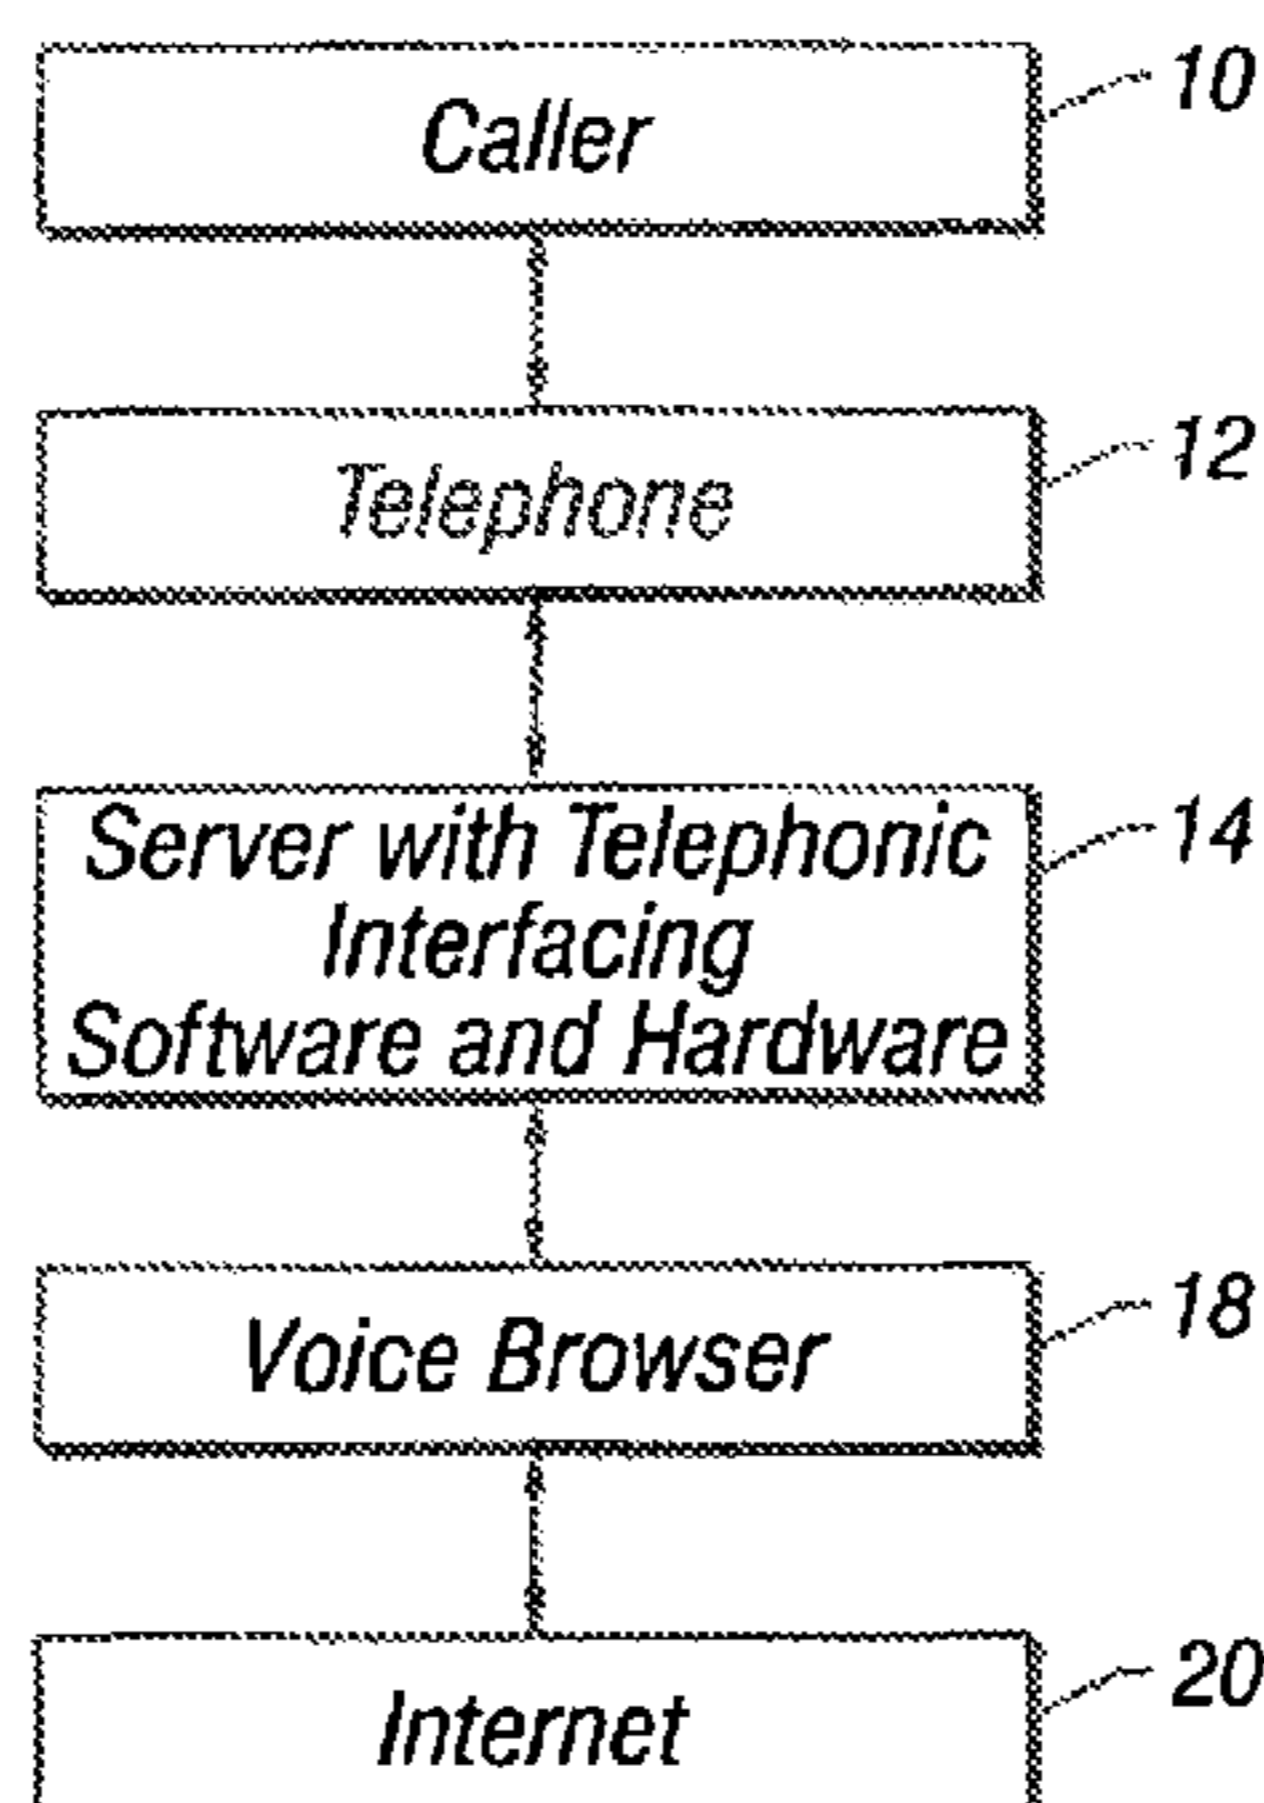 Caller
10
Telephone
12
Server with Telephonic
Interfacing
Software and Hardware
14
Voice Browser
18
Internet
20